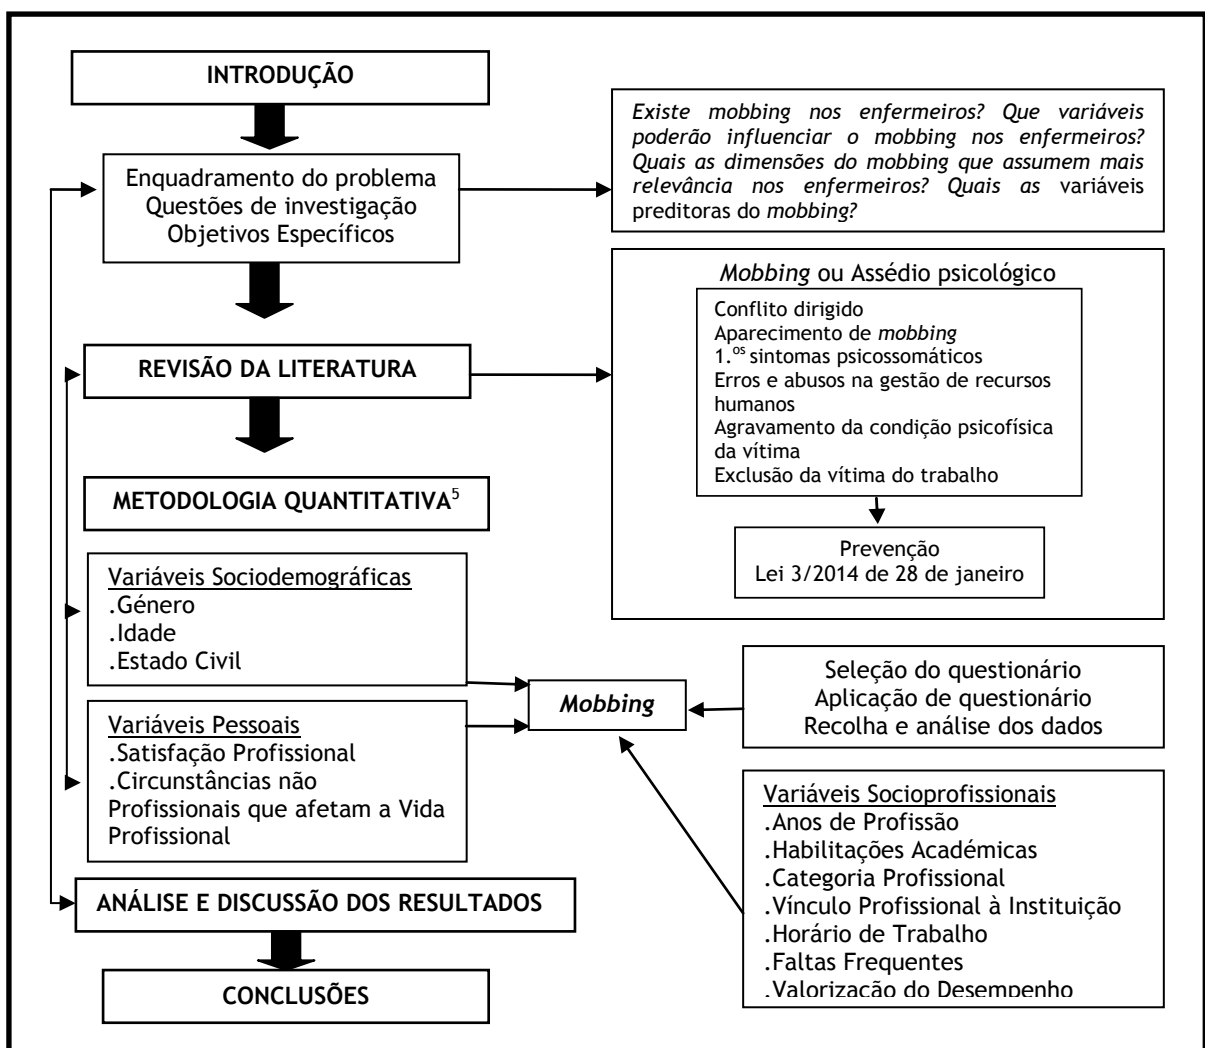 INTRODUÇÃO
Enquadramento do problema
Questões de investigação
Objetivos Específicos
Existe mobbing nos enfermeiros? Que variáveis
poderão influenciar o mobbing nos enfermeiros?
Quais as dimensões do mobbing que assumem mais
relevância nos enfermeiros? Quais as variáveis
preditoras do mobbing?
REVISÃO DA LITERATURA
Mobbing ou Assédio psicológico
Conflito dirigido
Aparecimento de mobbing
1.ºˢ sintomas psicossomáticos
Erros e abusos na gestão de recursos
humanos
Agravamento da condição psicofísica
da vítima
Exclusão da vítima do trabalho
Prevenção
Lei 3/2014 de 28 de janeiro
METODOLOGIA QUANTITATIVA⁵
Variáveis Sociodemográficas
.Género
.Idade
.Estado Civil
Variáveis Pessoais
.Satisfação Profissional
.Circunstâncias não
Profissionais que afetam a Vida
Profissional
Mobbing
Seleção do questionário
Aplicação de questionário
Recolha e análise dos dados
Variáveis Socioprofissionais
.Anos de Profissão
.Habilitações Académicas
.Categoria Profissional
.Vínculo Profissional à Instituição
.Horário de Trabalho
.Faltas Frequentes
.Valorização do Desempenho
ANÁLISE E DISCUSSÃO DOS RESULTADOS
CONCLUSÕES